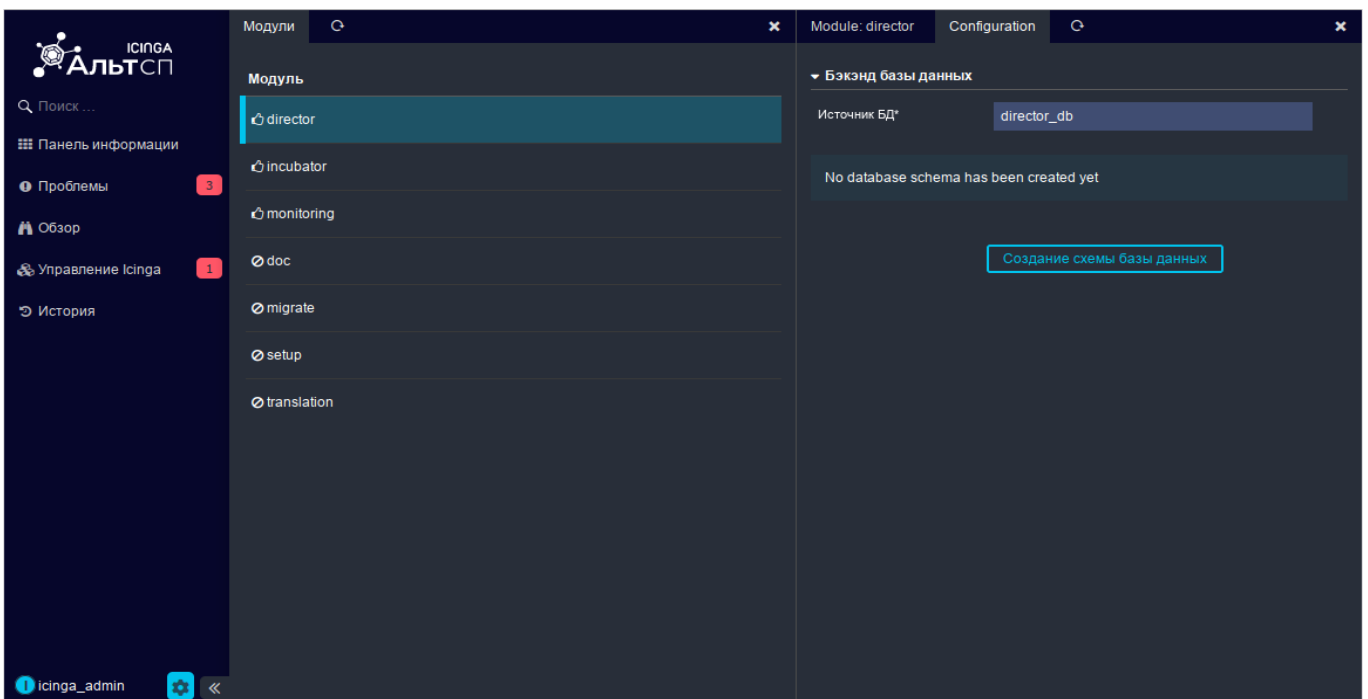 ICINGA
Альт СП
Поиск ...
Панель информации
Проблемы 3
Обзор
Управление Icinga 1
История
icinga_admin
Модули
Модуль
director
incubator
monitoring
doc
migrate
setup
translation
Module: director Configuration
Бэкэнд базы данных
Источник БД* director_db
No database schema has been created yet
Создание схемы базы данных